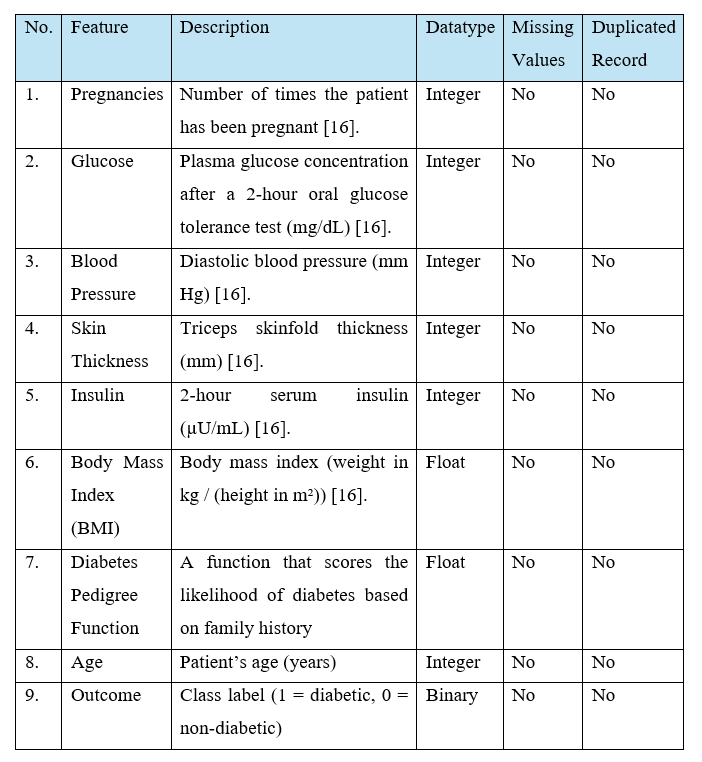 No. Feature Description Datatype Missing Duplicated
Values Record
1. Pregnancies Number of times the patient Integer No No
has been pregnant [16].
2. Glucose Plasma glucose concentration Integer No No
after a 2-hour oral glucose
tolerance test (mg/dL) [16].
3. Blood Diastolic blood pressure (mm Integer No No
Pressure Hg) [16].
4. Skin Triceps skinfold thickness Integer No No
Thickness (mm) [16].
5. Insulin 2-hour serum insulin Integer No No
(µU/mL) [16].
6. Body Mass Body mass index (weight in Float No No
Index kg / (height in m²)) [16].
(BMI)
7. Diabetes A function that scores the Float No No
Pedigree likelihood of diabetes based
Function on family history
8. Age Patient’s age (years) Integer No No
9. Outcome Class label (1 = diabetic, 0 = Binary No No
non-diabetic)